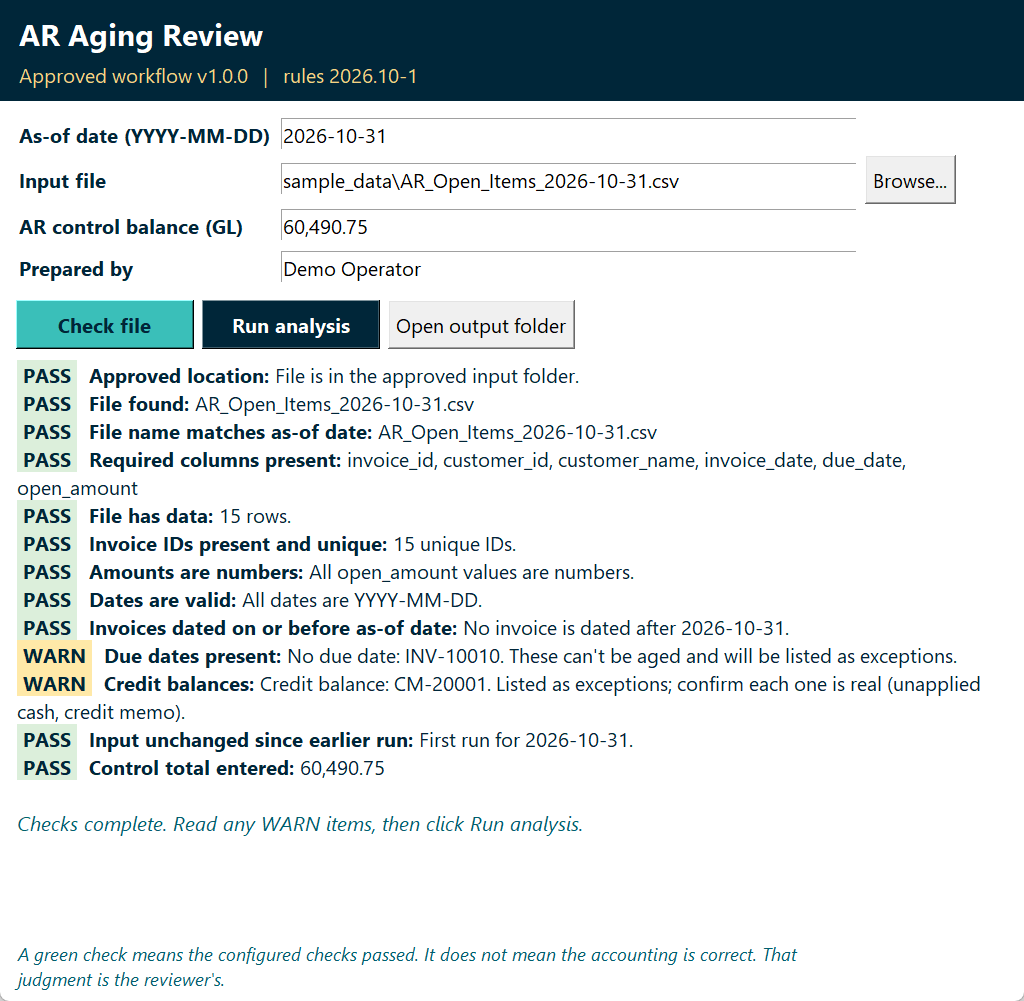 AR Aging Review
Approved workflow v1.0.0 | rules 2026.10-1
As-of date (YYYY-MM-DD) 2026-10-31
Input file sample_data\AR_Open_Items_2026-10-31.csv Browse...
AR control balance (GL) 60,490.75
Prepared by Demo Operator
Check file Run analysis Open output folder
PASS Approved location: File is in the approved input folder.
PASS File found: AR_Open_Items_2026-10-31.csv
PASS File name matches as-of date: AR_Open_Items_2026-10-31.csv
PASS Required columns present: invoice_id, customer_id, customer_name, invoice_date, due_date,
open_amount
PASS File has data: 15 rows.
PASS Invoice IDs present and unique: 15 unique IDs.
PASS Amounts are numbers: All open_amount values are numbers.
PASS Dates are valid: All dates are YYYY-MM-DD.
PASS Invoices dated on or before as-of date: No invoice is dated after 2026-10-31.
WARN Due dates present: No due date: INV-10010. These can't be aged and will be listed as exceptions.
WARN Credit balances: Credit balance: CM-20001. Listed as exceptions; confirm each one is real (unapplied
cash, credit memo).
PASS Input unchanged since earlier run: First run for 2026-10-31.
PASS Control total entered: 60,490.75
Checks complete. Read any WARN items, then click Run analysis.
A green check means the configured checks passed. It does not mean the accounting is correct. That
judgment is the reviewer's.